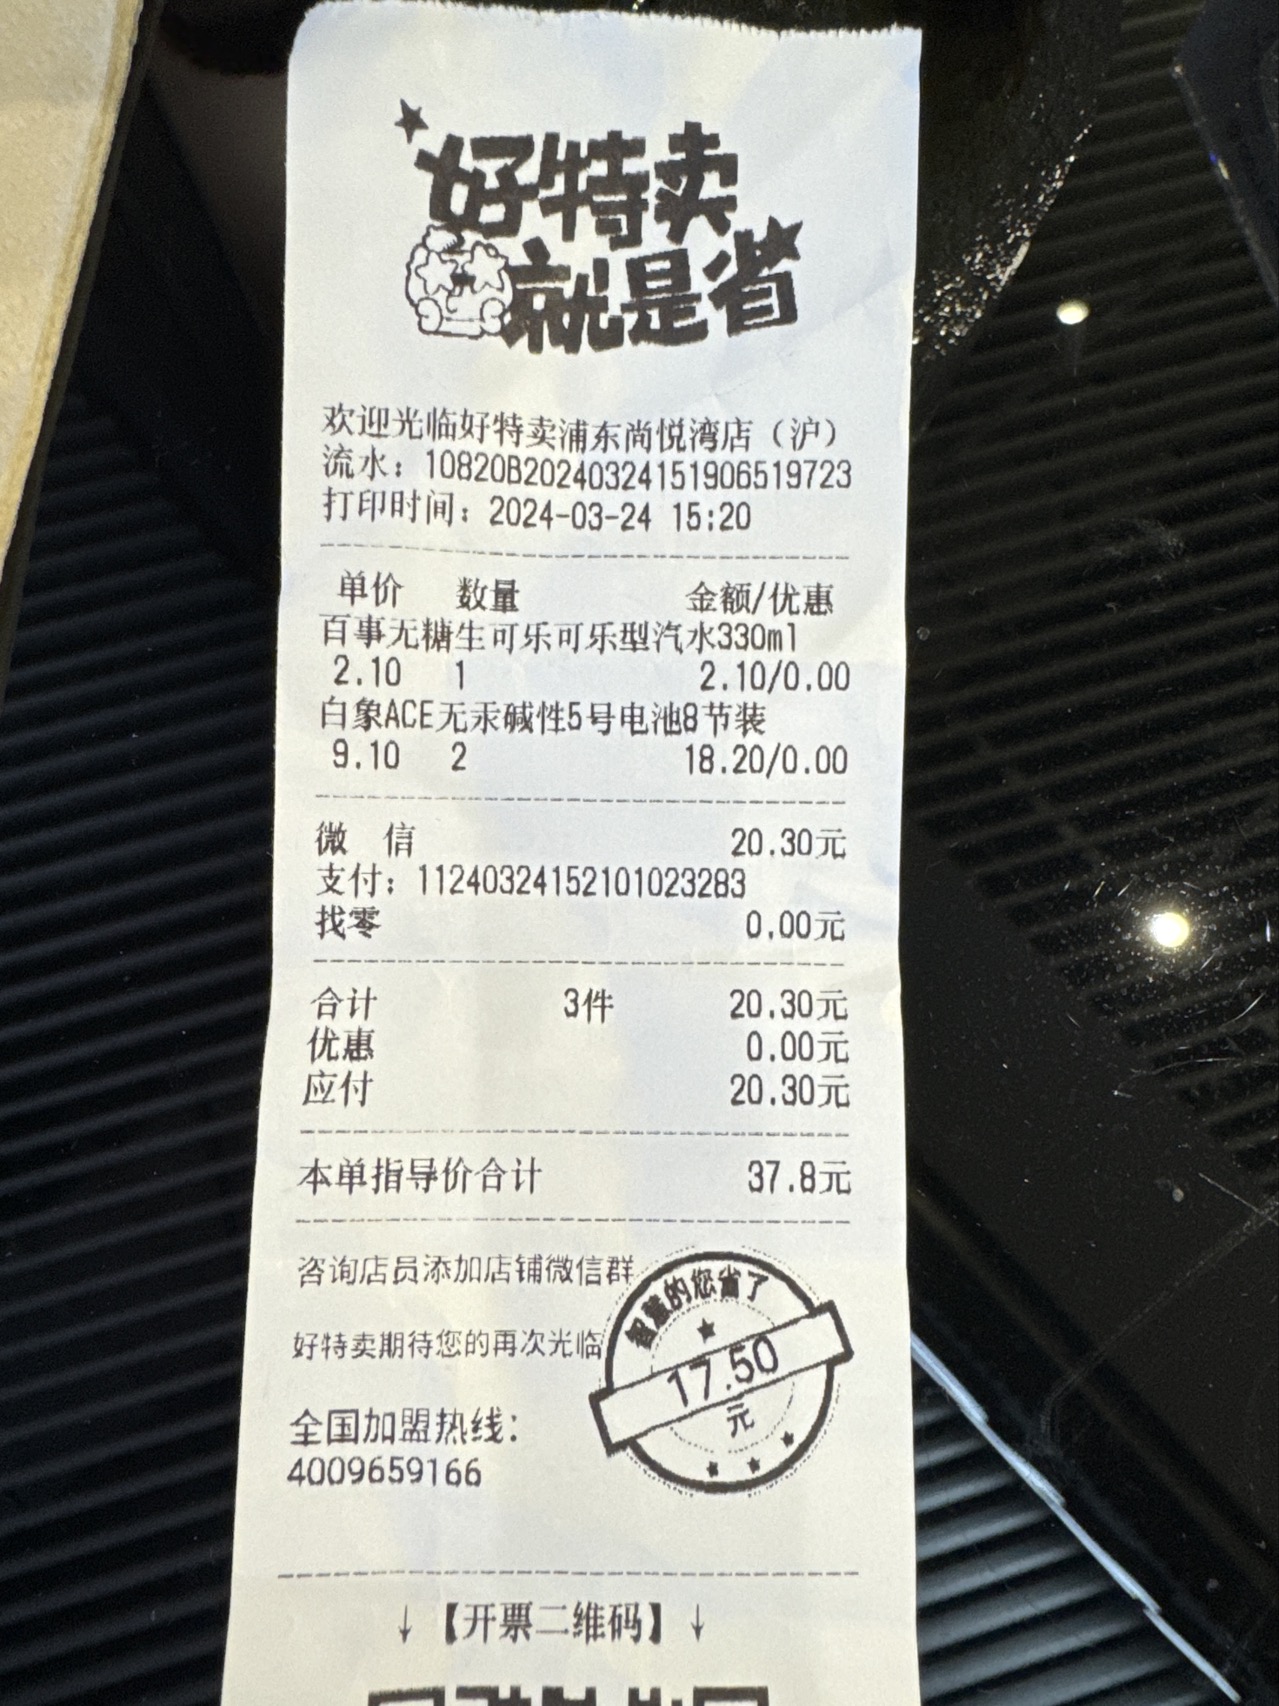 好特卖
就是省
欢迎光临好特卖浦东尚悦湾店（沪）
流水：10820B20240324151906519723
打印时间：2024-03-24 15:20
单价 数量 金额/优惠
百事无糖生可乐可乐型汽水330ml
2.10 1 2.10/0.00
白象ACE无汞碱性5号电池8节装
9.10 2 18.20/0.00
微 信 20.30元
支付：11240324152101023283
找零 0.00元
合计 3件 20.30元
优惠 0.00元
应付 20.30元
本单指导价合计 37.8元
咨询店员添加店铺微信群
好特卖期待您的再次光临
智慧的您省了
17.50
元
全国加盟热线：
4009659166
↓【开票二维码】↓